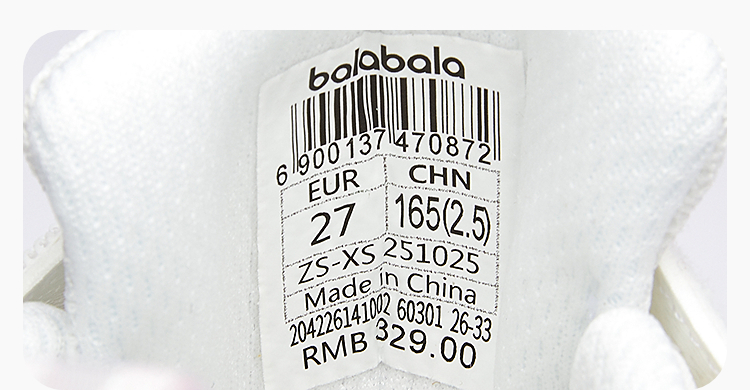 balabala
6 900137 470872
EUR CHN
27 165(2.5)
ZS-XS 251025
Made in China
204226141002 60301 26-33
RMB 329.00